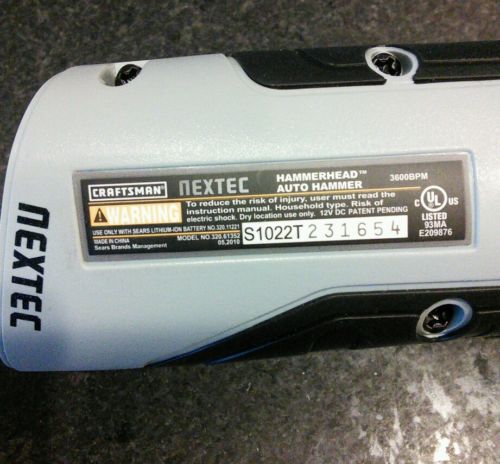 CRAFTSMAN NEXTEC HAMMERHEAD™ 3600BPM
AUTO HAMMER
WARNING To reduce the risk of injury, user must read the
instruction manual. Household type. Risk of
electric shock. Dry location use only. 12V DC PATENT PENDING
USE ONLY WITH SEARS LITHIUM-ION BATTERY NO.320.11221
MADE IN CHINA MODEL NO.320.61352
Sears Brands Management 05.2010
S1022T 231654
C UL US
LISTED
93MA
E209876
NEXTEC